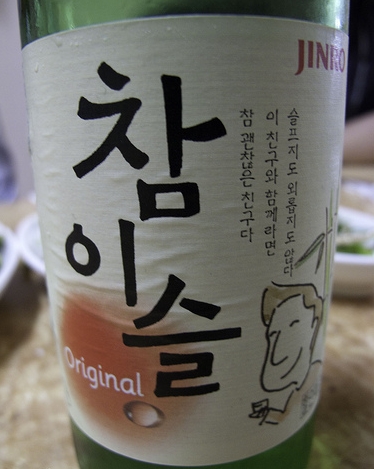 JINRO
참
이
슬
슬프지도 외롭지도 않다
이 친구와 함께라면
참 괜찮은 친구다
Original